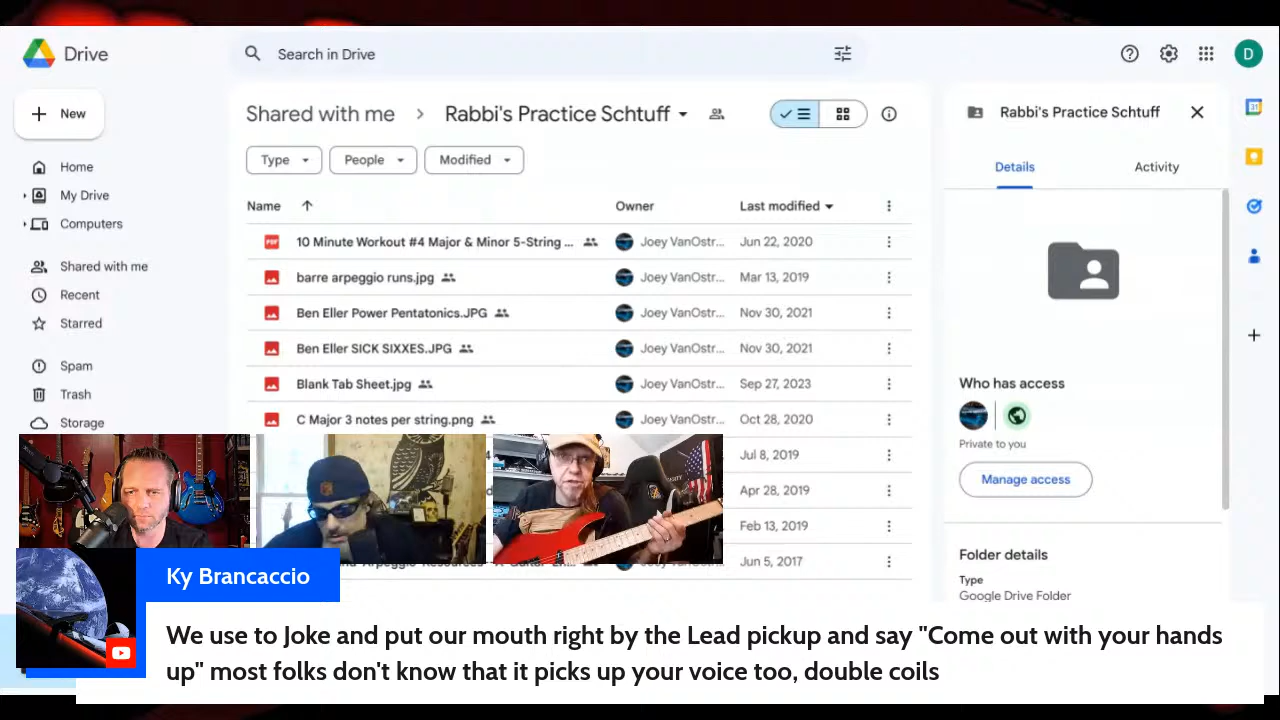 Drive
Search in Drive
D
New
Shared with me
Rabbi's Practice Schtuff
Rabbi's Practice Schtuff
Type
People
Modified
Home
My Drive
Computers
Shared with me
Recent
Starred
Spam
Trash
Storage
Name
Owner
Last modified
10 Minute Workout #4 Major & Minor 5-String ...
Joey VanOstr...
Jun 22, 2020
barre arpeggio runs.jpg
Joey VanOstr...
Mar 13, 2019
Ben Eller Power Pentatonics.JPG
Joey VanOstr...
Nov 30, 2021
Ben Eller SICK SIXXES.JPG
Joey VanOstr...
Nov 30, 2021
Blank Tab Sheet.jpg
Joey VanOstr...
Sep 27, 2023
C Major 3 notes per string.png
Joey VanOstr...
Oct 28, 2020
Jul 8, 2019
Apr 28, 2019
Feb 13, 2019
Jun 5, 2017
Details
Activity
Who has access
Private to you
Manage access
Folder details
Type
Google Drive Folder
Ky Brancaccio
We use to Joke and put our mouth right by the Lead pickup and say "Come out with your hands
up" most folks don't know that it picks up your voice too, double coils